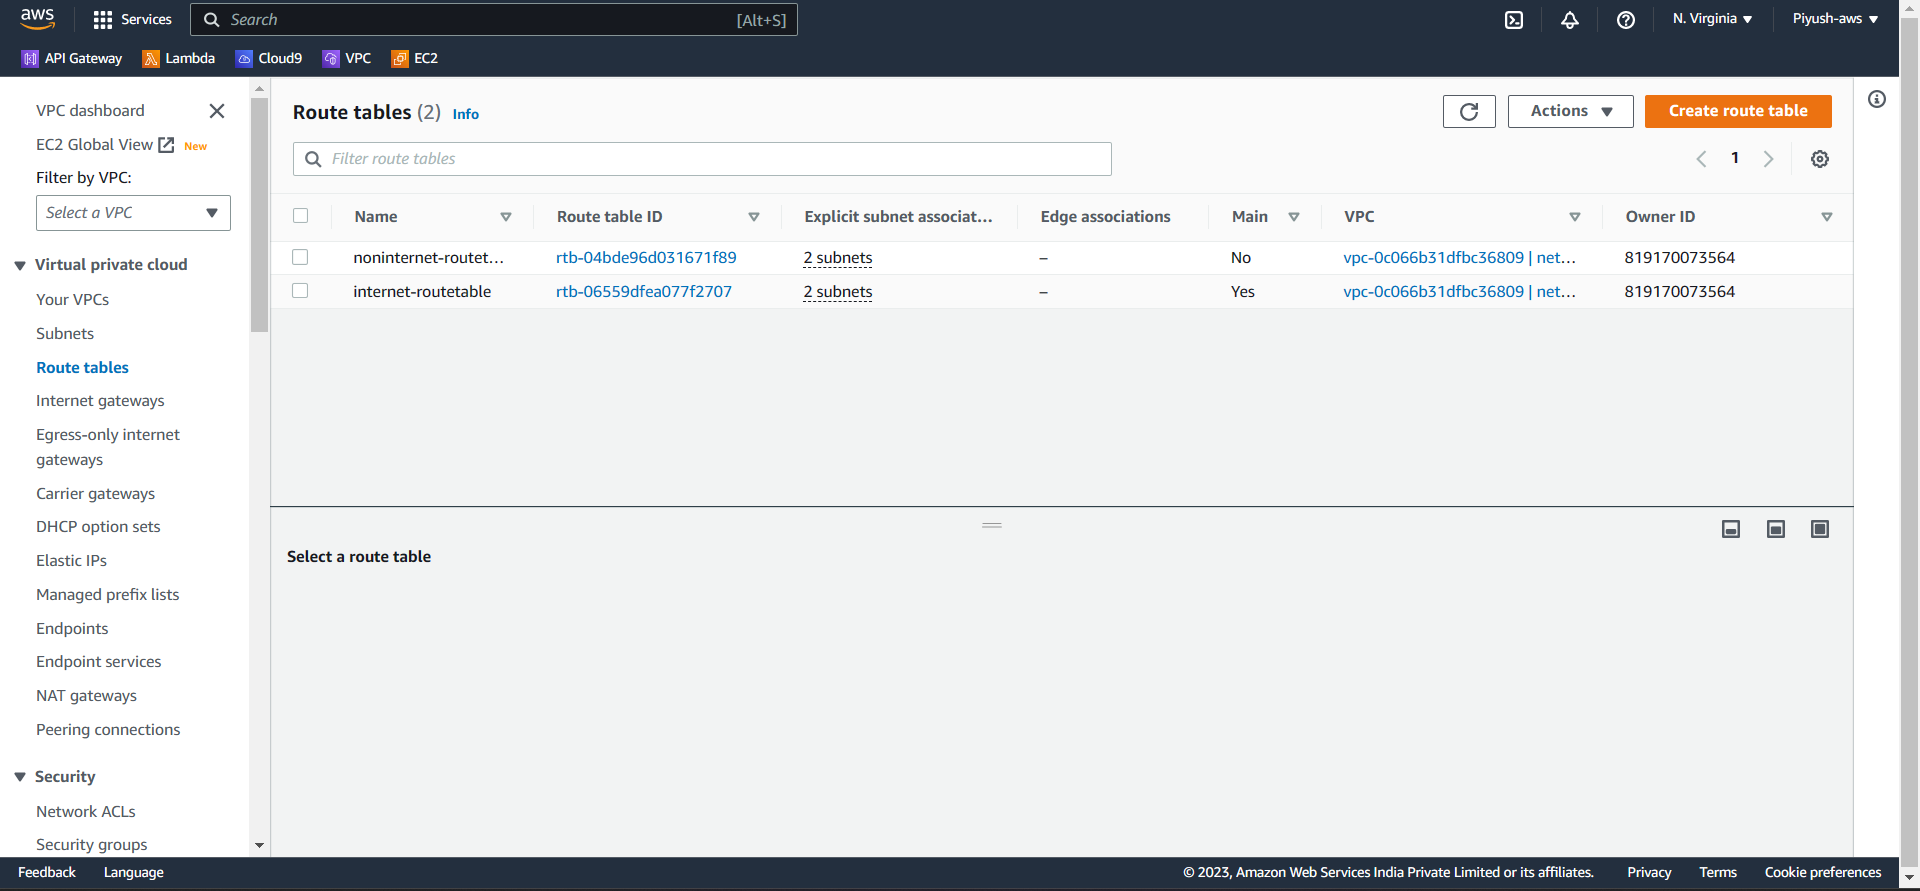 aws Services Search [Alt+S] N. Virginia Piyush-aws
API Gateway Lambda Cloud9 VPC EC2
VPC dashboard
EC2 Global View New
Filter by VPC:
Select a VPC
Virtual private cloud
Your VPCs
Subnets
Route tables
Internet gateways
Egress-only internet
gateways
Carrier gateways
DHCP option sets
Elastic IPs
Managed prefix lists
Endpoints
Endpoint services
NAT gateways
Peering connections
Security
Network ACLs
Security groups
Route tables (2) Info Actions Create route table
Filter route tables 1
Name Route table ID Explicit subnet associat... Edge associations Main VPC Owner ID
noninternet-routet... rtb-04bde96d031671f89 2 subnets – No vpc-0c066b31dfbc36809 | net... 819170073564
internet-routetable rtb-06559dfea077f2707 2 subnets – Yes vpc-0c066b31dfbc36809 | net... 819170073564
Select a route table
Feedback Language © 2023, Amazon Web Services India Private Limited or its affiliates. Privacy Terms Cookie preferences